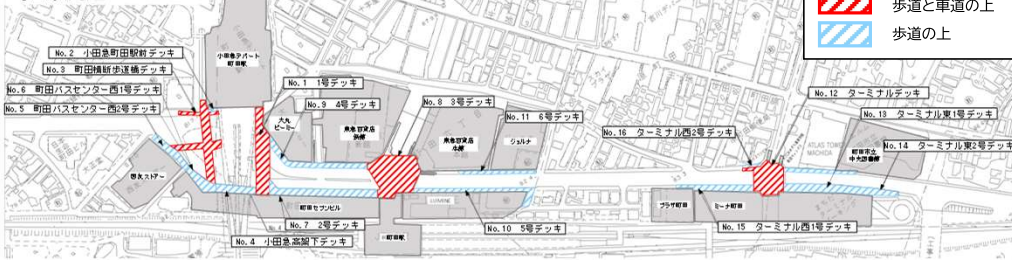 歩道と車道の上
歩道の上
No.2 小田急町田駅前デッキ
No.3 町田横断歩道橋デッキ
No.6 町田バスセンター西1号デッキ
No.5 町田バスセンター西2号デッキ
小田急デパート
町田駅
No.1 1号デッキ
No.9 4号デッキ
No.8 3号デッキ
No.11 6号デッキ
大丸
ピーミー
東急百貨店
東急百貨店
本館
ジョルナ
No.12 ターミナルデッキ
No.13 ターミナル東1号デッキ
No.16 ターミナル西2号デッキ
No.14 ターミナル東2号デッキ
ATLAS TOWER
MACHIDA
町田市立
中央図書館
町田セブンビル
LUMINE
プラザ町田
ミーナ町田
No.7 2号デッキ
No.4 小田急高架下デッキ
No.10 5号デッキ
No.15 ターミナル西1号デッキ